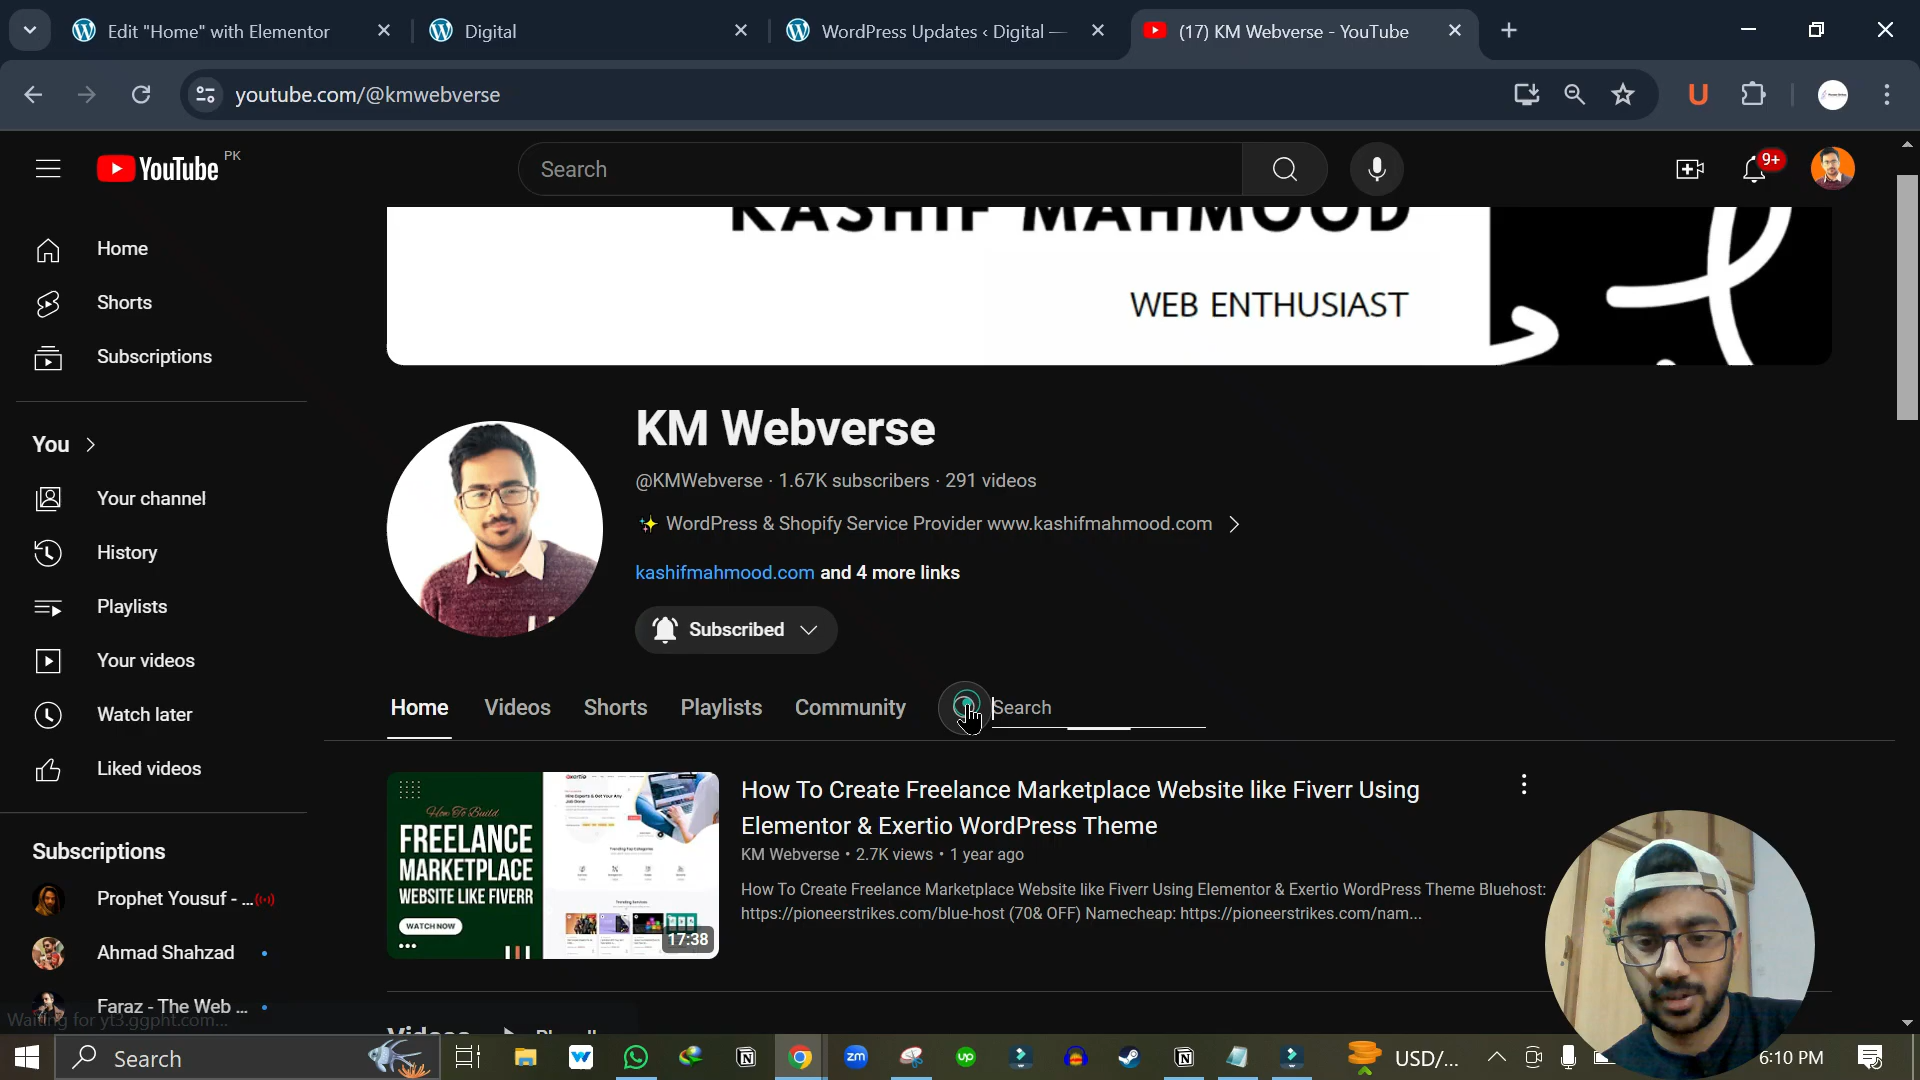 Edit "Home" with Elementor
Digital
WordPress Updates ‹ Digital —
(17) KM Webverse - YouTube
youtube.com/@kmwebverse
YouTube PK
Search
9+
Home
Shorts
Subscriptions
You
Your channel
History
Playlists
Your videos
Watch later
Liked videos
Subscriptions
Prophet Yousuf - ...
Ahmad Shahzad
Faraz - The Web ...
Waiting for yt3.ggpht.com...
KASHIF MAHMOOD
WEB ENTHUSIAST
KM Webverse
@KMWebverse · 1.67K subscribers · 291 videos
✨ WordPress & Shopify Service Provider www.kashifmahmood.com
kashifmahmood.com and 4 more links
Subscribed
Home Videos Shorts Playlists Community Search
How To Build
FREELANCE
MARKETPLACE
WEBSITE LIKE FIVERR
WATCH NOW
17:38
How To Create Freelance Marketplace Website like Fiverr Using
Elementor & Exertio WordPress Theme
KM Webverse • 2.7K views • 1 year ago
How To Create Freelance Marketplace Website like Fiverr Using Elementor & Exertio WordPress Theme Bluehost:
https://pioneerstrikes.com/blue-host (70& OFF) Namecheap: https://pioneerstrikes.com/nam...
Videos Play all
Search
USD/...
6:10 PM